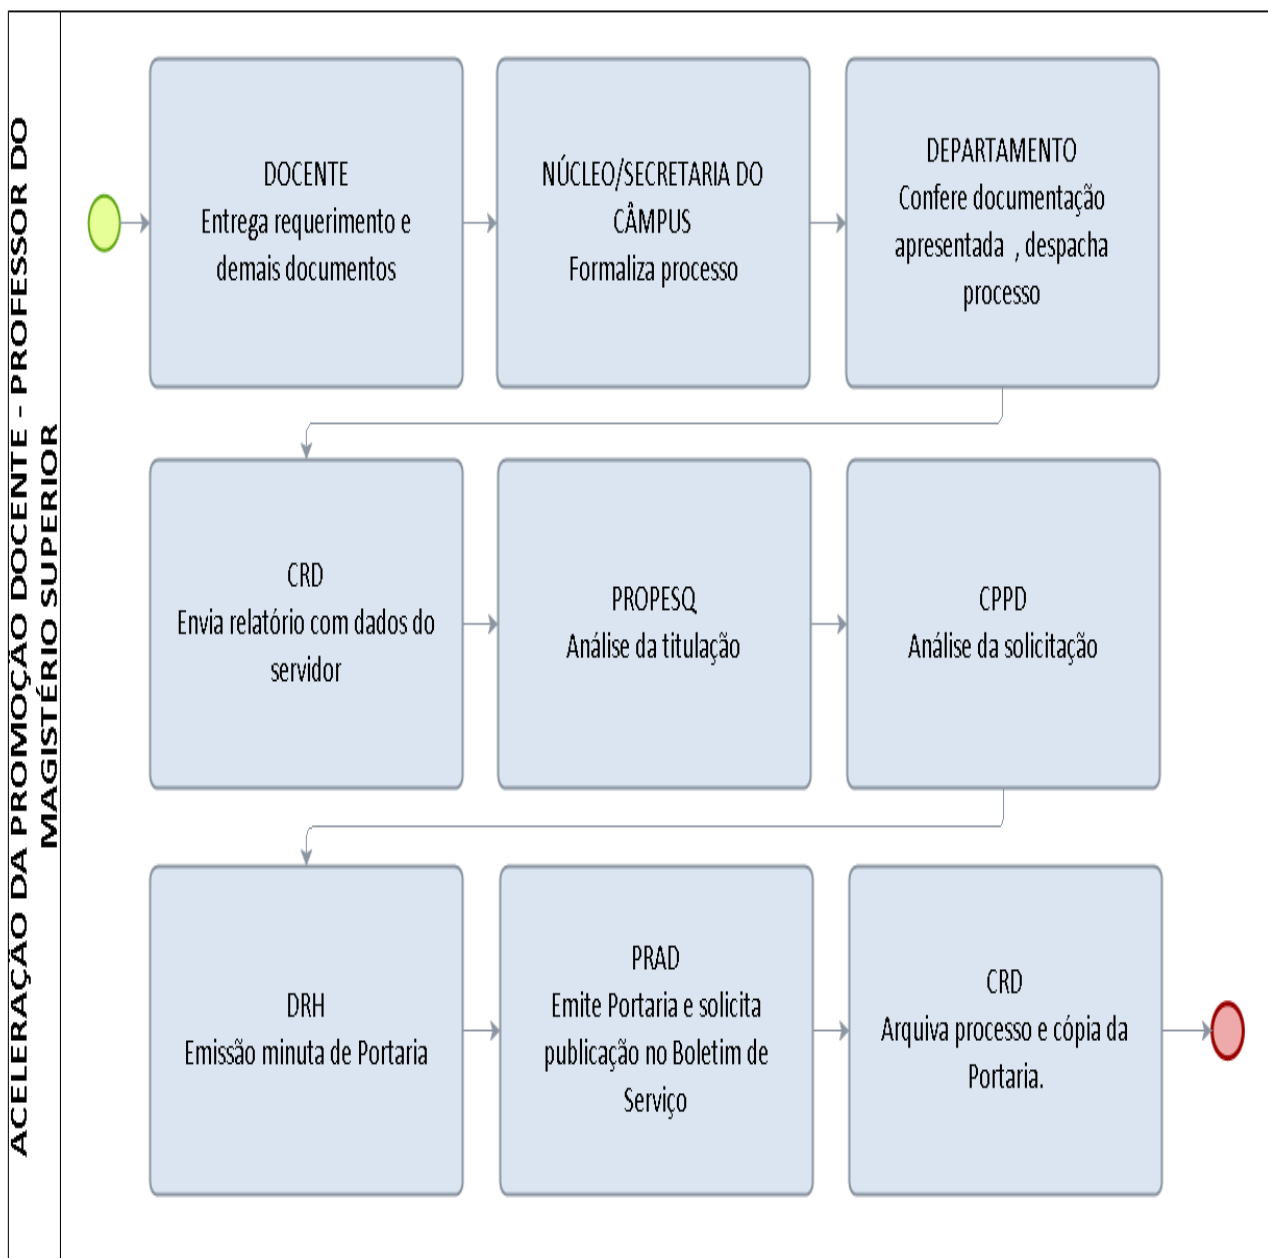 ACELERAÇÃO DA PROMOÇÃO DOCENTE - PROFESSOR DO
MAGISTÉRIO SUPERIOR
DOCENTE
Entrega requerimento e
demais documentos
NÚCLEO/SECRETARIA DO
CÂMPUS
Formaliza processo
DEPARTAMENTO
Confere documentação
apresentada , despacha
processo
CRD
Envia relatório com dados do
servidor
PROPESQ
Análise da titulação
CPPD
Análise da solicitação
DRH
Emissão minuta de Portaria
PRAD
Emite Portaria e solicita
publicação no Boletim de
Serviço
CRD
Arquiva processo e cópia da
Portaria.